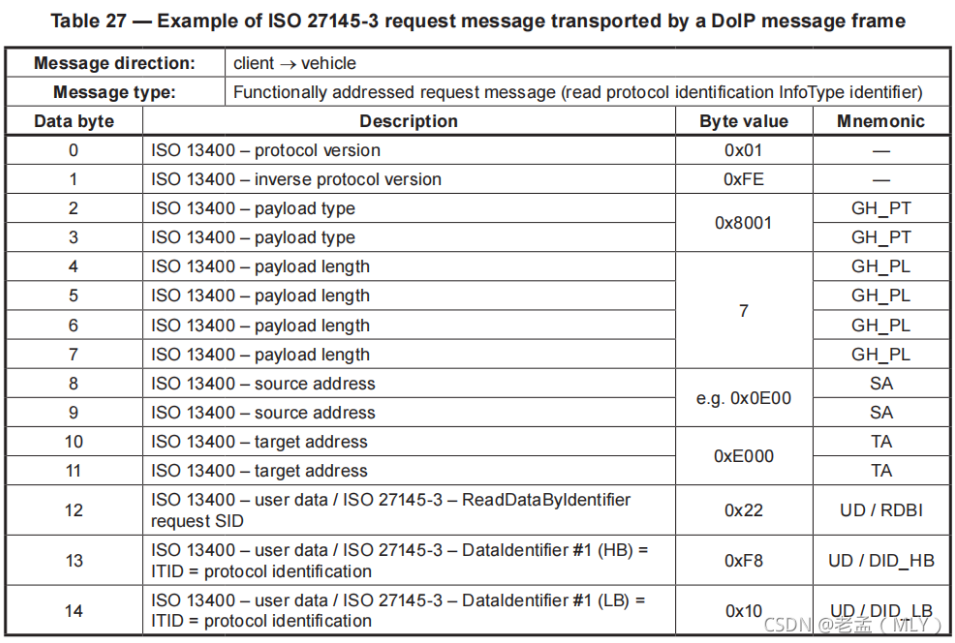 Table 27 — Example of ISO 27145-3 request message transported by a DoIP message frame
Message direction: client → vehicle
Message type: Functionally addressed request message (read protocol identification InfoType identifier)
Data byte Description Byte value Mnemonic
0 ISO 13400 – protocol version 0x01 —
1 ISO 13400 – inverse protocol version 0xFE —
2 ISO 13400 – payload type 0x8001 GH_PT
3 ISO 13400 – payload type GH_PT
4 ISO 13400 – payload length 7 GH_PL
5 ISO 13400 – payload length GH_PL
6 ISO 13400 – payload length GH_PL
7 ISO 13400 – payload length GH_PL
8 ISO 13400 – source address e.g. 0x0E00 SA
9 ISO 13400 – source address SA
10 ISO 13400 – target address 0xE000 TA
11 ISO 13400 – target address TA
12 ISO 13400 – user data / ISO 27145-3 – ReadDataByIdentifier 0x22 UD / RDBI
request SID
13 ISO 13400 – user data / ISO 27145-3 – DataIdentifier #1 (HB) = 0xF8 UD / DID_HB
ITID = protocol identification
14 ISO 13400 – user data / ISO 27145-3 – DataIdentifier #1 (LB) = 0x10 UD / DID_LB
ITID = protocol identification
CSDN @老孟（MLY）